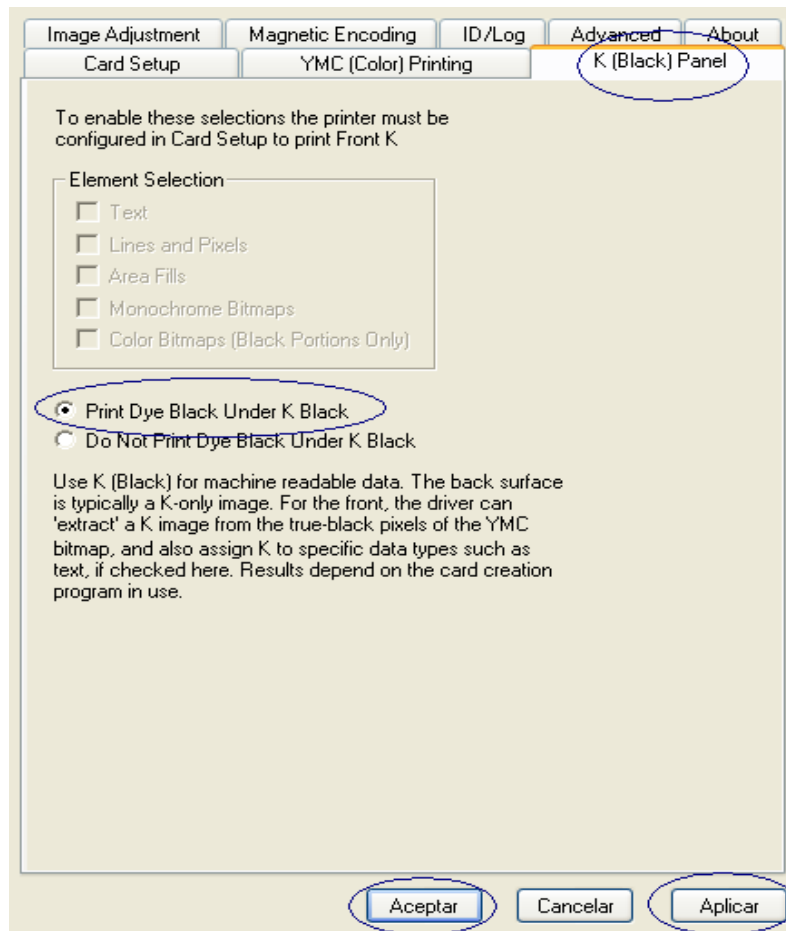 Image Adjustment Magnetic Encoding ID/Log Advanced About
Card Setup YMC (Color) Printing K (Black) Panel
To enable these selections the printer must be
configured in Card Setup to print Front K
Element Selection
Text
Lines and Pixels
Area Fills
Monochrome Bitmaps
Color Bitmaps (Black Portions Only)
Print Dye Black Under K Black
Do Not Print Dye Black Under K Black
Use K (Black) for machine readable data. The back surface
is typically a K-only image. For the front, the driver can
'extract' a K image from the true-black pixels of the YMC
bitmap, and also assign K to specific data types such as
text, if checked here. Results depend on the card creation
program in use.
Aceptar Cancelar Aplicar